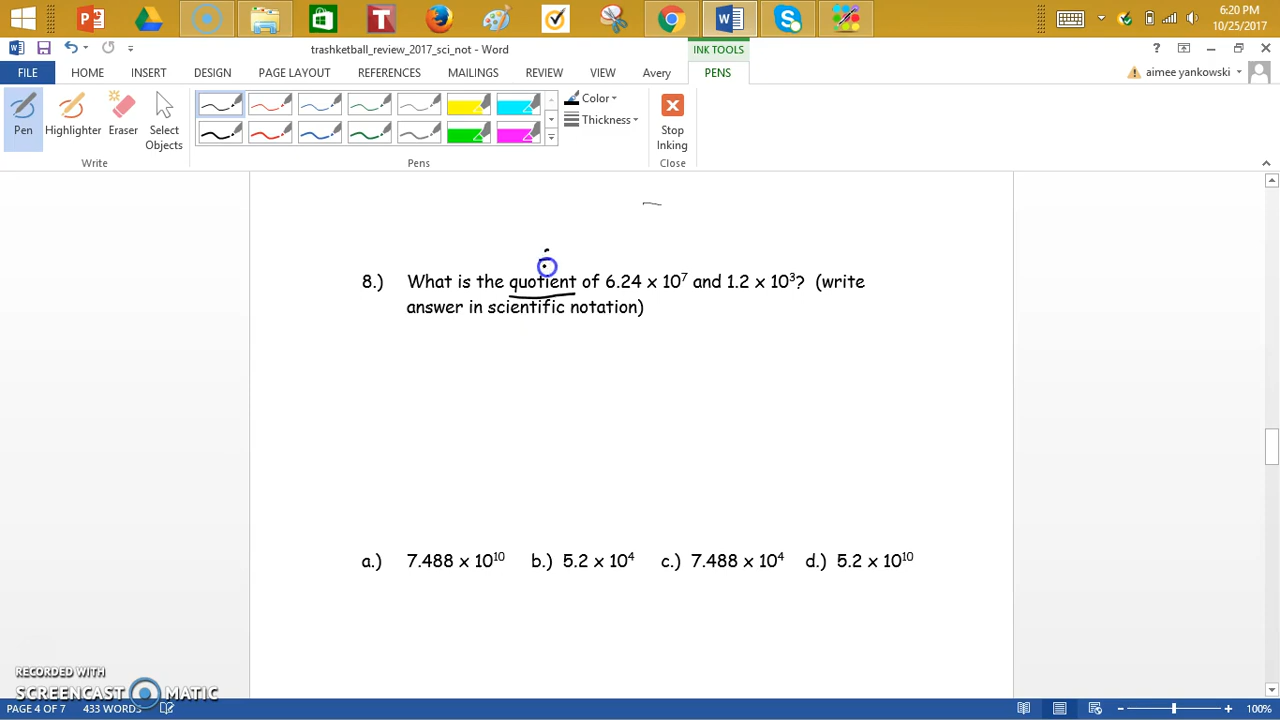 6:20 PM
10/25/2017
trashketball_review_2017_sci_not - Word
INK TOOLS
FILE HOME INSERT DESIGN PAGE LAYOUT REFERENCES MAILINGS REVIEW VIEW Avery PENS
aimee yankowski
Pen Highlighter Eraser Select Objects
Color
Thickness
Stop Inking
Write Pens Close
8.) What is the quotient of 6.24 x 10⁷ and 1.2 x 10³? (write
answer in scientific notation)
a.) 7.488 x 10¹⁰ b.) 5.2 x 10⁴ c.) 7.488 x 10⁴ d.) 5.2 x 10¹⁰
RECORDED WITH
SCREENCAST MATIC
PAGE 4 OF 7 433 WORDS
100%